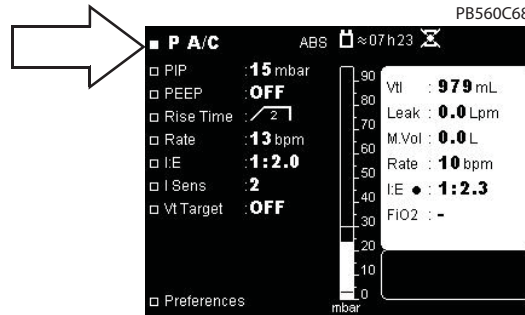 PB560C68
P A/C ABS ≈07h23
PIP :15 mbar
PEEP :OFF
Rise Time : 2
Rate :13 bpm
I:E :1:2.0
I Sens :2
Vt Target :OFF
Preferences
90
80
70
60
50
40
30
20
10
0
mbar
VtI : 979 mL
Leak : 0.0 Lpm
M.Vol : 0.0 L
Rate : 10 bpm
I:E ● : 1:2.3
FiO2 : -